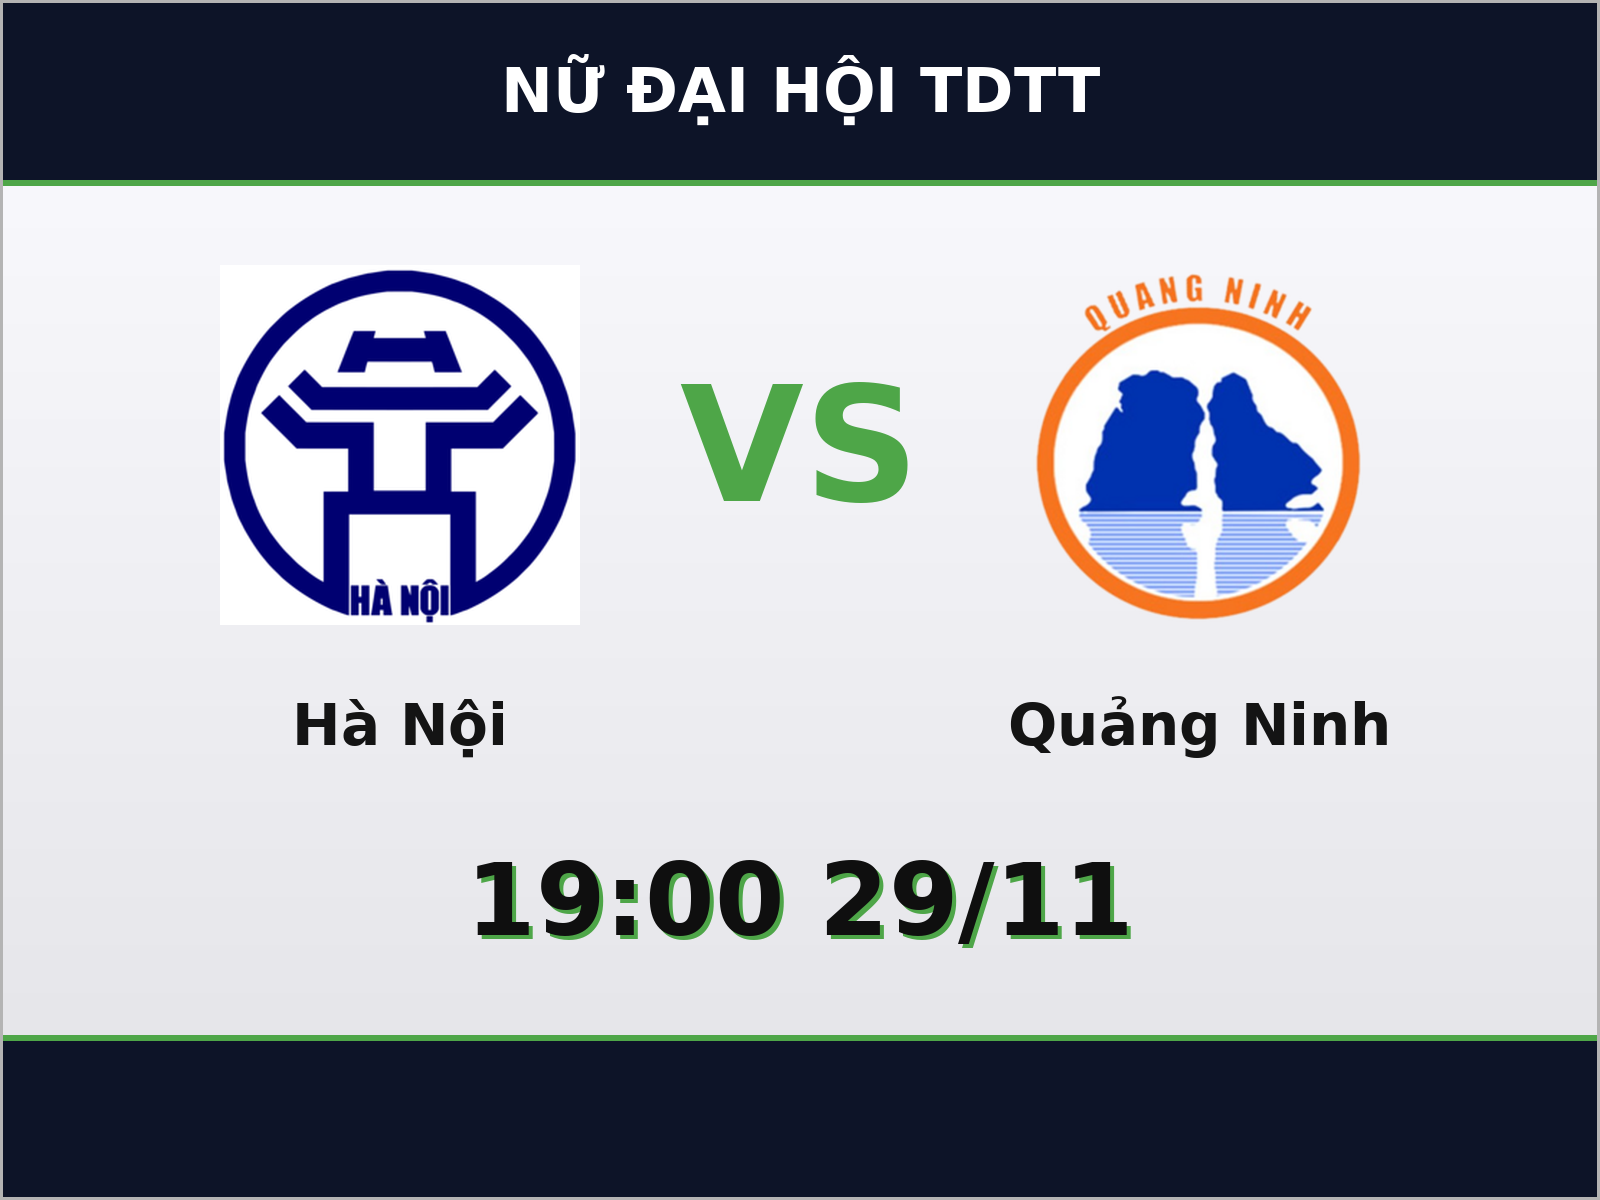 NỮ ĐẠI HỘI TDTT
HÀ NỘI
VS
QUANG NINH
Hà Nội
Quảng Ninh
19:00 29/11